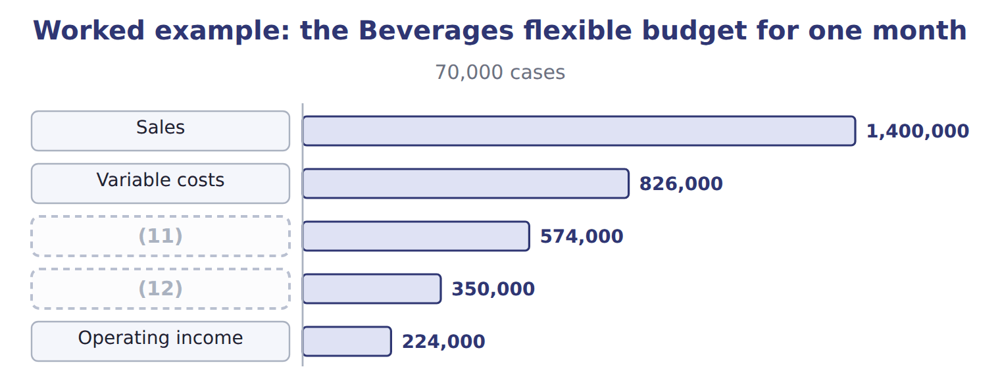 Worked example: the Beverages flexible budget for one month
70,000 cases
Sales 1,400,000
Variable costs 826,000
(11) 574,000
(12) 350,000
Operating income 224,000